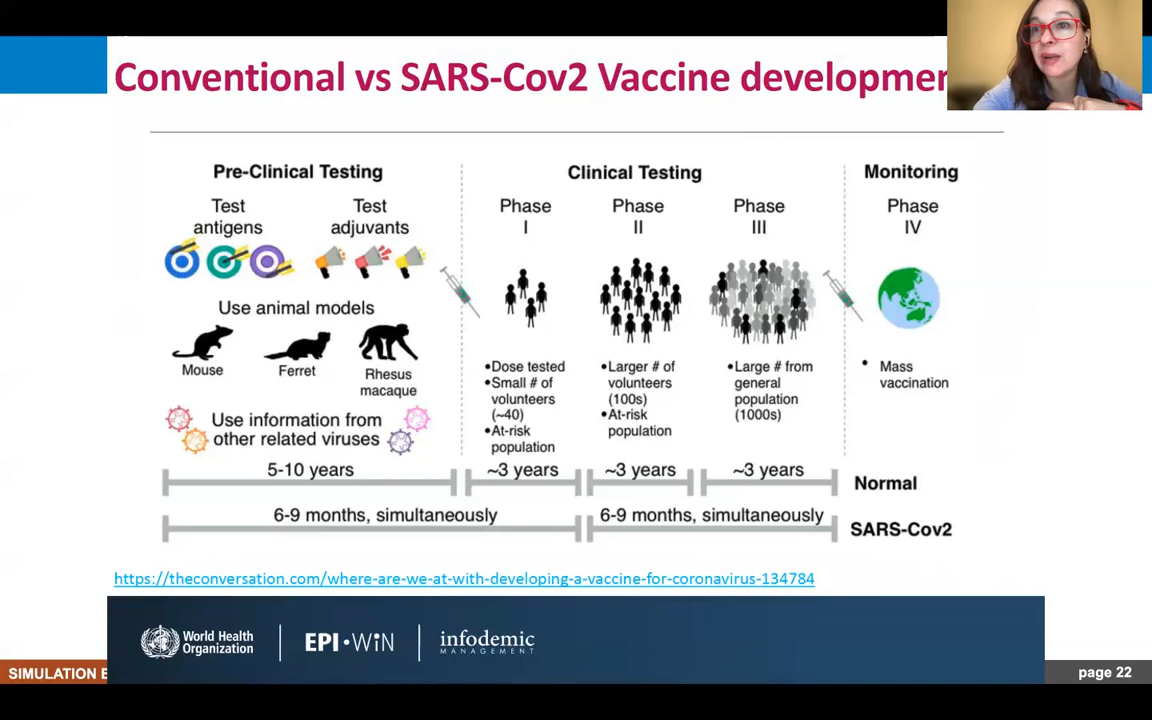 Conventional vs SARS-Cov2 Vaccine developmen
Pre-Clinical Testing
Test
antigens
Test
adjuvants
Use animal models
Mouse
Ferret
Rhesus
macaque
Use information from
other related viruses
Clinical Testing
Phase
I
•Dose tested
•Small # of
volunteers
(~40)
•At-risk
population
Phase
II
•Larger # of
volunteers
(100s)
•At-risk
population
Phase
III
•Large # from
general
population
(1000s)
Monitoring
Phase
IV
• Mass
vaccination
5-10 years
~3 years
~3 years
~3 years
Normal
6-9 months, simultaneously
6-9 months, simultaneously
SARS-Cov2
https://theconversation.com/where-are-we-at-with-developing-a-vaccine-for-coronavirus-134784
World Health
Organization
EPI•WiN
infodemic
MANAGEMENT
SIMULATION E
page 22